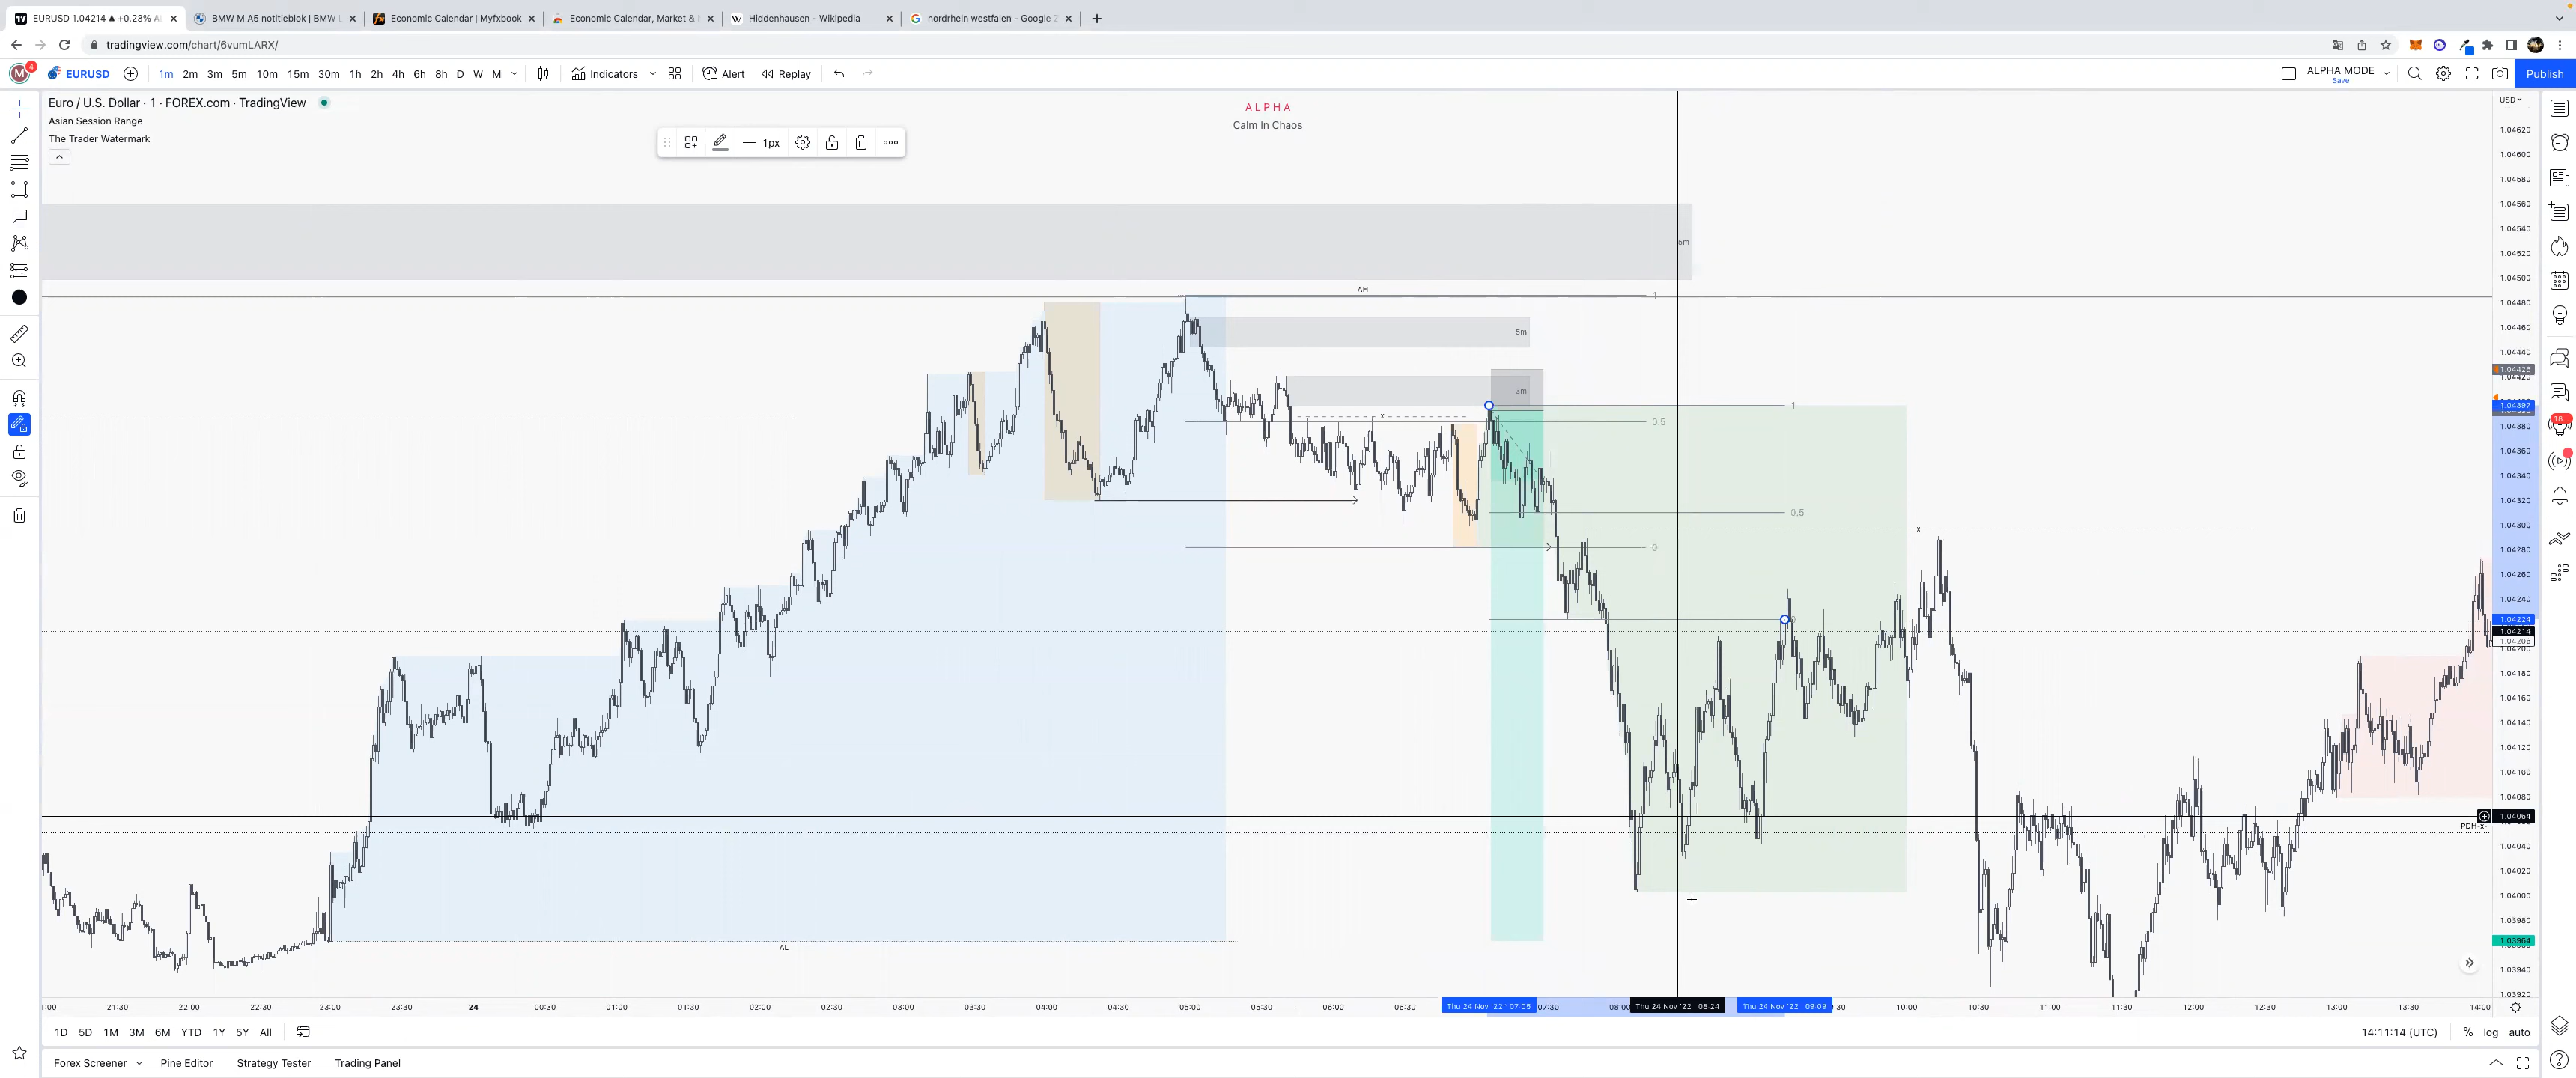 EURUSD 1.04214 ▲ +0.23% A
BMW M A5 notitieblok | BMW L
Economic Calendar | Myfxbook
Economic Calendar, Market &
Hiddenhausen - Wikipedia
nordrhein westfalen - Google Z
tradingview.com/chart/6vumLARX/
M 4 EURUSD 1m 2m 3m 5m 10m 15m 30m 1h 2h 4h 6h 8h D W M Indicators Alert Replay ALPHA MODE Save Publish
Euro / U.S. Dollar · 1 · FOREX.com · TradingView
Asian Session Range
The Trader Watermark
ALPHA
Calm In Chaos
1px
USD
1.04620
1.04600
1.04580
1.04560
1.04540
1.04520
1.04500
1.04480
1.04460
1.04440
1.04426
1.04420
1.04397
1.04380
1.04360
1.04340
1.04320
1.04300
1.04280
1.04260
1.04240
1.04224
1.04214
1.04206
1.04200
1.04180
1.04160
1.04140
1.04120
1.04100
1.04080
1.04064
PDH-x-
1.04040
1.04020
1.04000
1.03980
1.03964
1.03940
1.03920
5m
AH
1
5m
3m
x
0.5
0
1
0.5
x
AL
21:30 22:00 22:30 23:00 23:30 24 00:30 01:00 01:30 02:00 02:30 03:00 03:30 04:00 04:30 05:00 05:30 06:00 06:30 Thu 24 Nov '22 07:05 07:30 08:00 Thu 24 Nov '22 08:24 Thu 24 Nov '22 09:09 10:00 10:30 11:00 11:30 12:00 12:30 13:00 13:30 14:00
1D 5D 1M 3M 6M YTD 1Y 5Y All
14:11:14 (UTC) % log auto
Forex Screener Pine Editor Strategy Tester Trading Panel